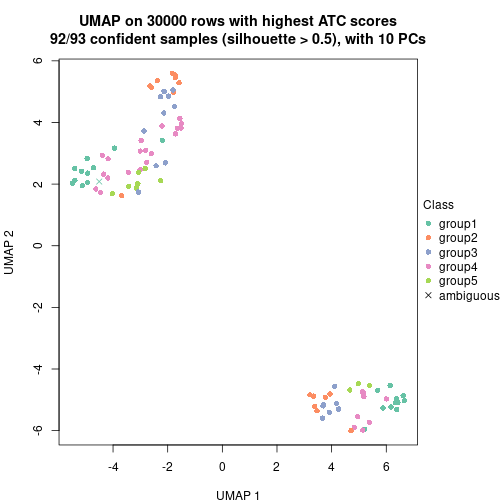 UMAP on 30000 rows with highest ATC scores
92/93 confident samples (silhouette > 0.5), with 10 PCs
6
4
2
0
-2
-4
-6
UMAP 2
-4
-2
0
2
4
6
UMAP 1
Class
group1
group2
group3
group4
group5
ambiguous